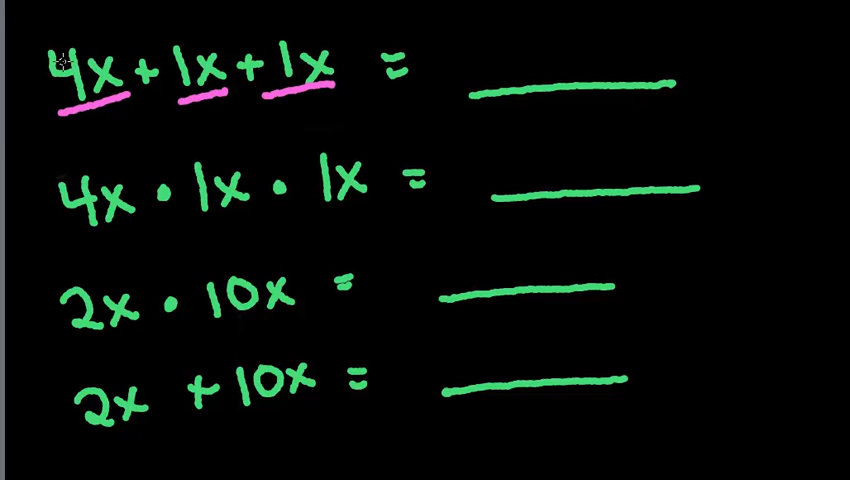 4x + 1x + 1x =
4x · 1x · 1x =
2x · 10x =
2x + 10x =